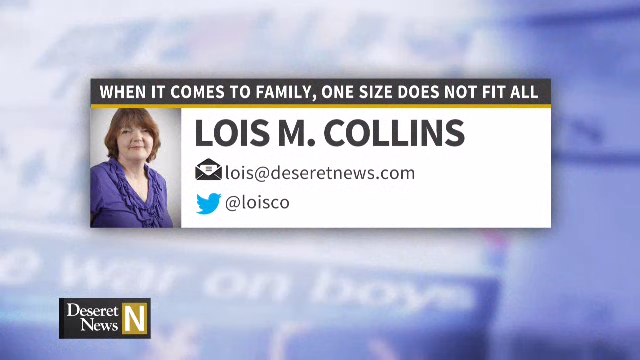 WHEN IT COMES TO FAMILY, ONE SIZE DOES NOT FIT ALL
LOIS M. COLLINS
lois@deseretnews.com
@loisco
e war on boys
Deseret
News N